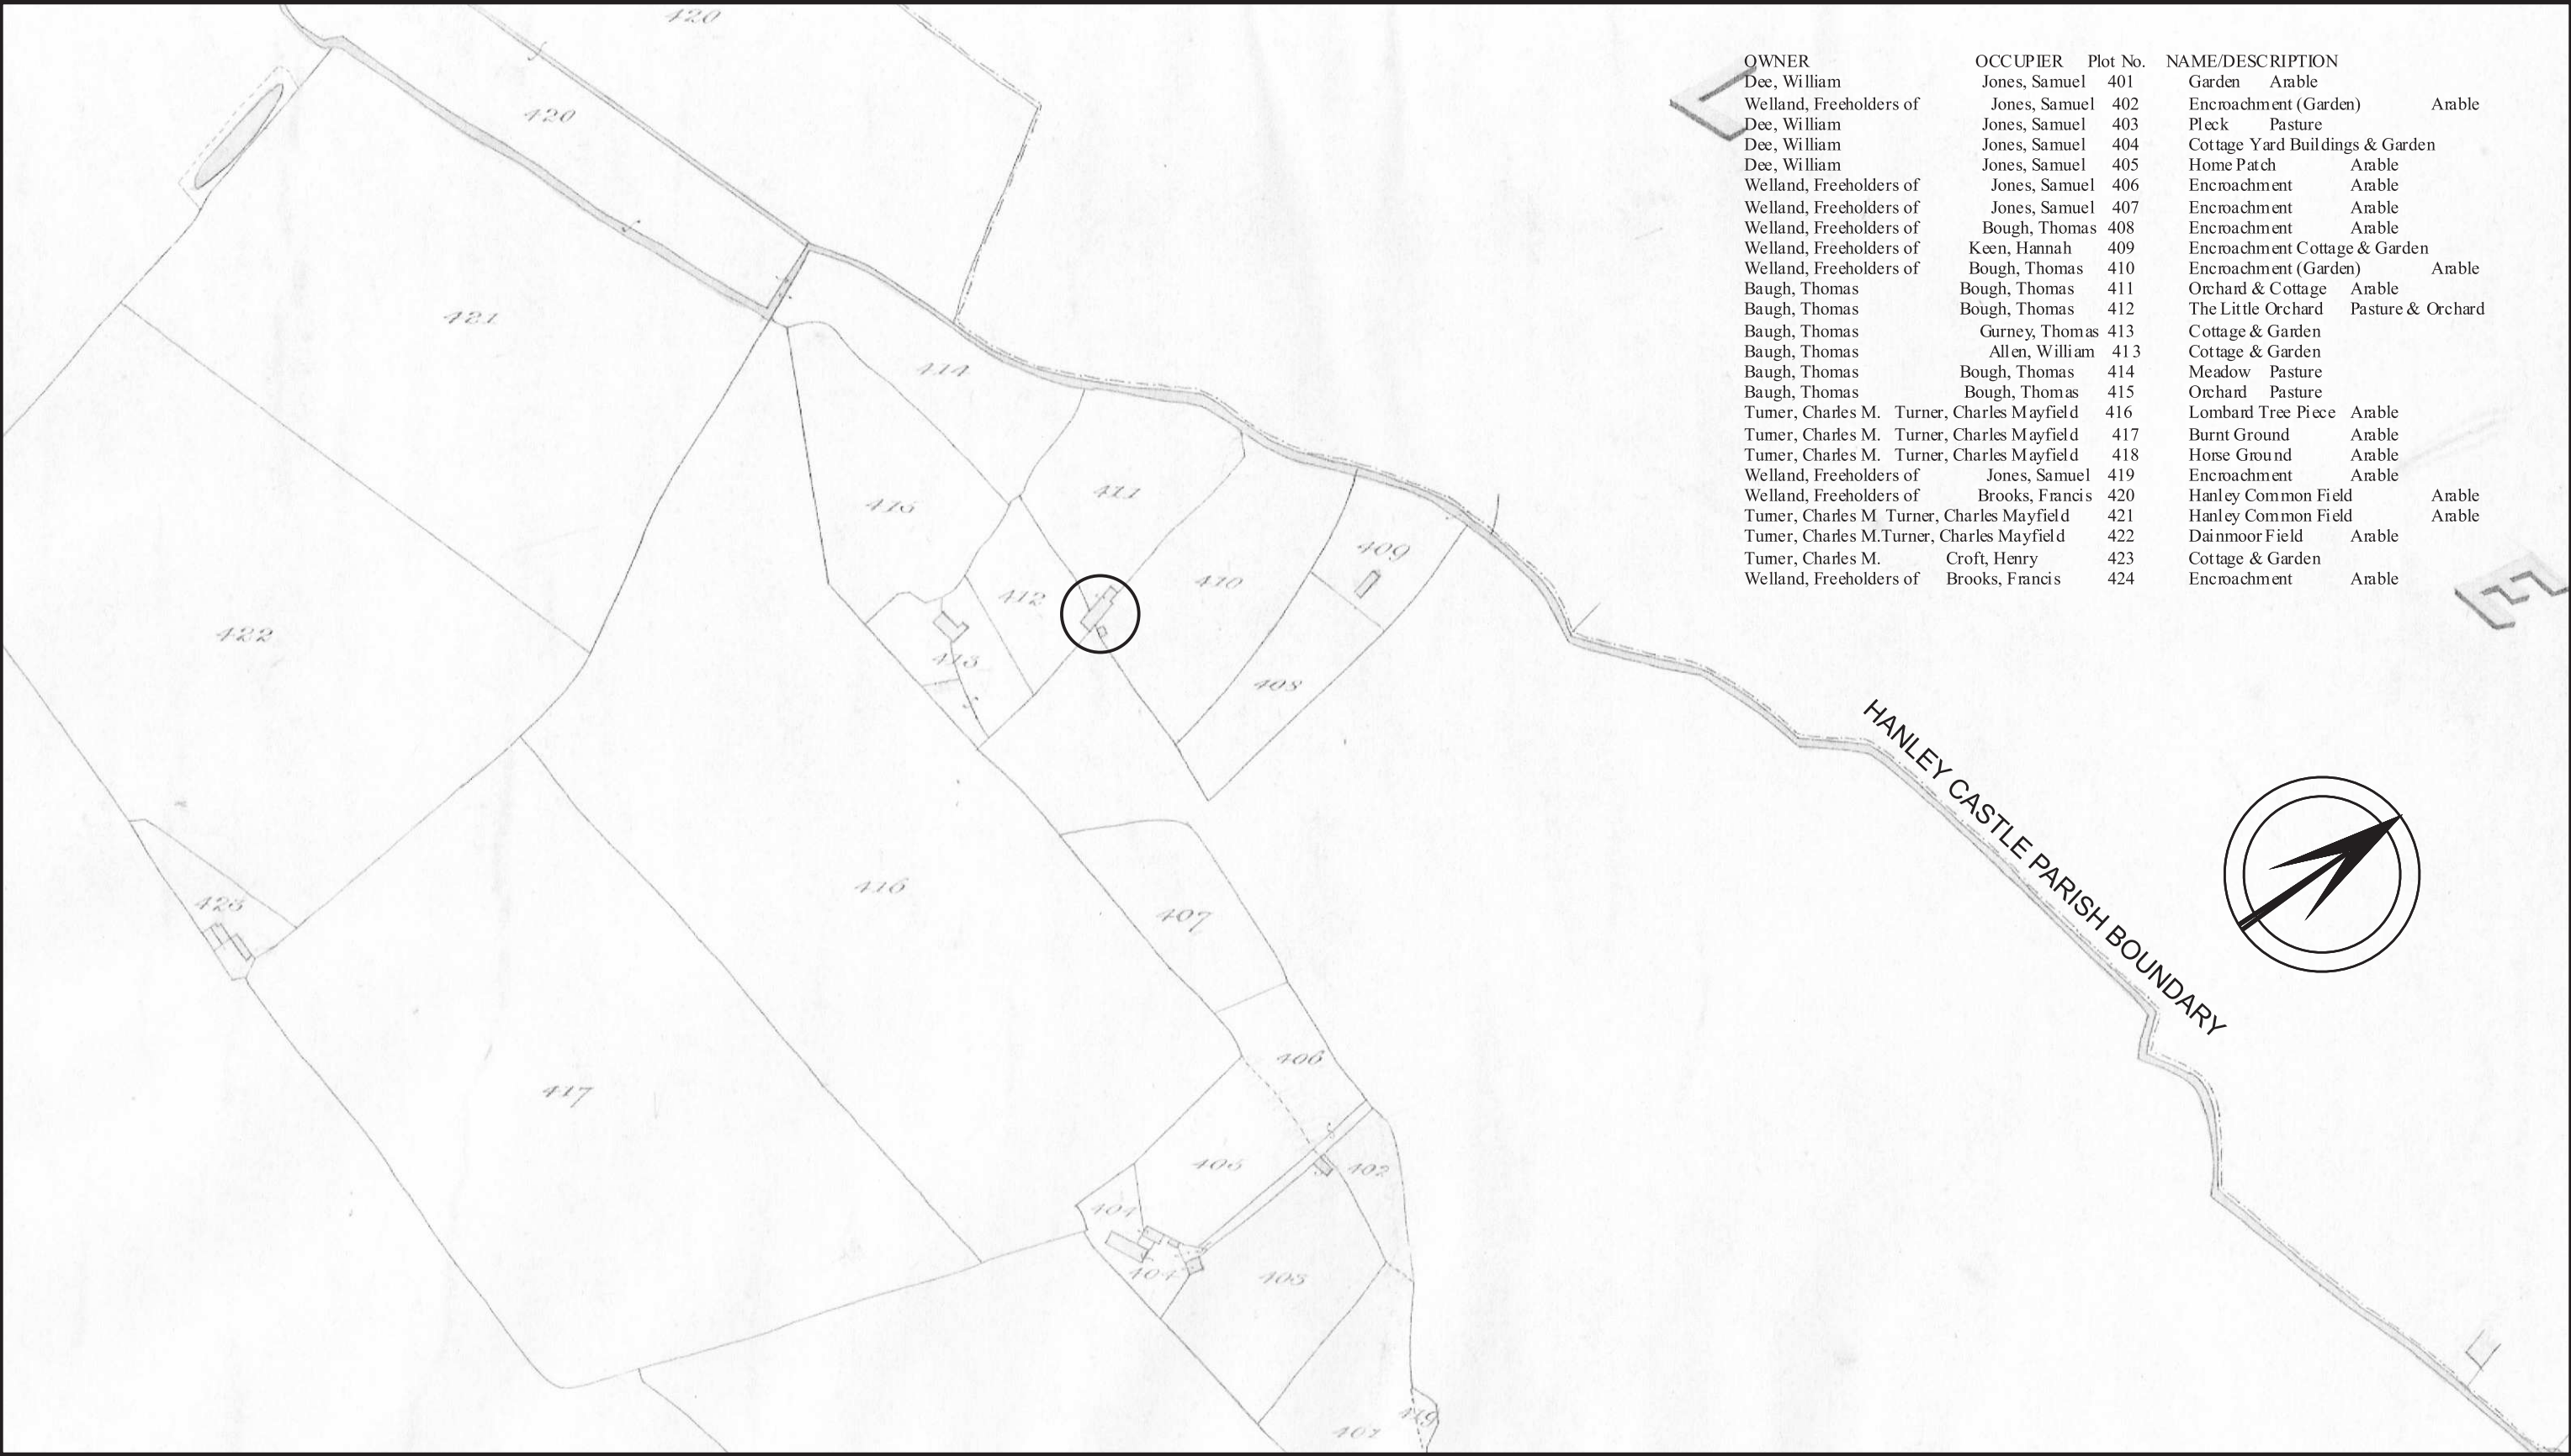 OWNER OCCUPIER Plot No. NAME/DESCRIPTION
Dee, William Jones, Samuel 401 Garden Arable
Welland, Freeholders of Jones, Samuel 402 Encroachment (Garden) Arable
Dee, William Jones, Samuel 403 Pleck Pasture
Dee, William Jones, Samuel 404 Cottage Yard Buildings & Garden
Dee, William Jones, Samuel 405 Home Patch Arable
Welland, Freeholders of Jones, Samuel 406 Encroachment Arable
Welland, Freeholders of Jones, Samuel 407 Encroachment Arable
Welland, Freeholders of Bough, Thomas 408 Encroachment Arable
Welland, Freeholders of Keen, Hannah 409 Encroachment Cottage & Garden
Welland, Freeholders of Bough, Thomas 410 Encroachment (Garden) Arable
Baugh, Thomas Bough, Thomas 411 Orchard & Cottage Arable
Baugh, Thomas Bough, Thomas 412 The Little Orchard Pasture & Orchard
Baugh, Thomas Gurney, Thomas 413 Cottage & Garden
Baugh, Thomas Allen, William 413 Cottage & Garden
Baugh, Thomas Bough, Thomas 414 Meadow Pasture
Baugh, Thomas Bough, Thomas 415 Orchard Pasture
Turner, Charles M. Turner, Charles Mayfield 416 Lombard Tree Piece Arable
Turner, Charles M. Turner, Charles Mayfield 417 Burnt Ground Arable
Turner, Charles M. Turner, Charles Mayfield 418 Horse Ground Arable
Welland, Freeholders of Jones, Samuel 419 Encroachment Arable
Welland, Freeholders of Brooks, Francis 420 Hanley Common Field Arable
Turner, Charles M Turner, Charles Mayfield 421 Hanley Common Field Arable
Turner, Charles M.Turner, Charles Mayfield 422 Dainmoor Field Arable
Turner, Charles M. Croft, Henry 423 Cottage & Garden
Welland, Freeholders of Brooks, Francis 424 Encroachment Arable
420
420
421
414
411
415
409
410
412
422
413
408
416
423
407
406
417
405
402
404
404
403
419
401
HANLEY CASTLE PARISH BOUNDARY